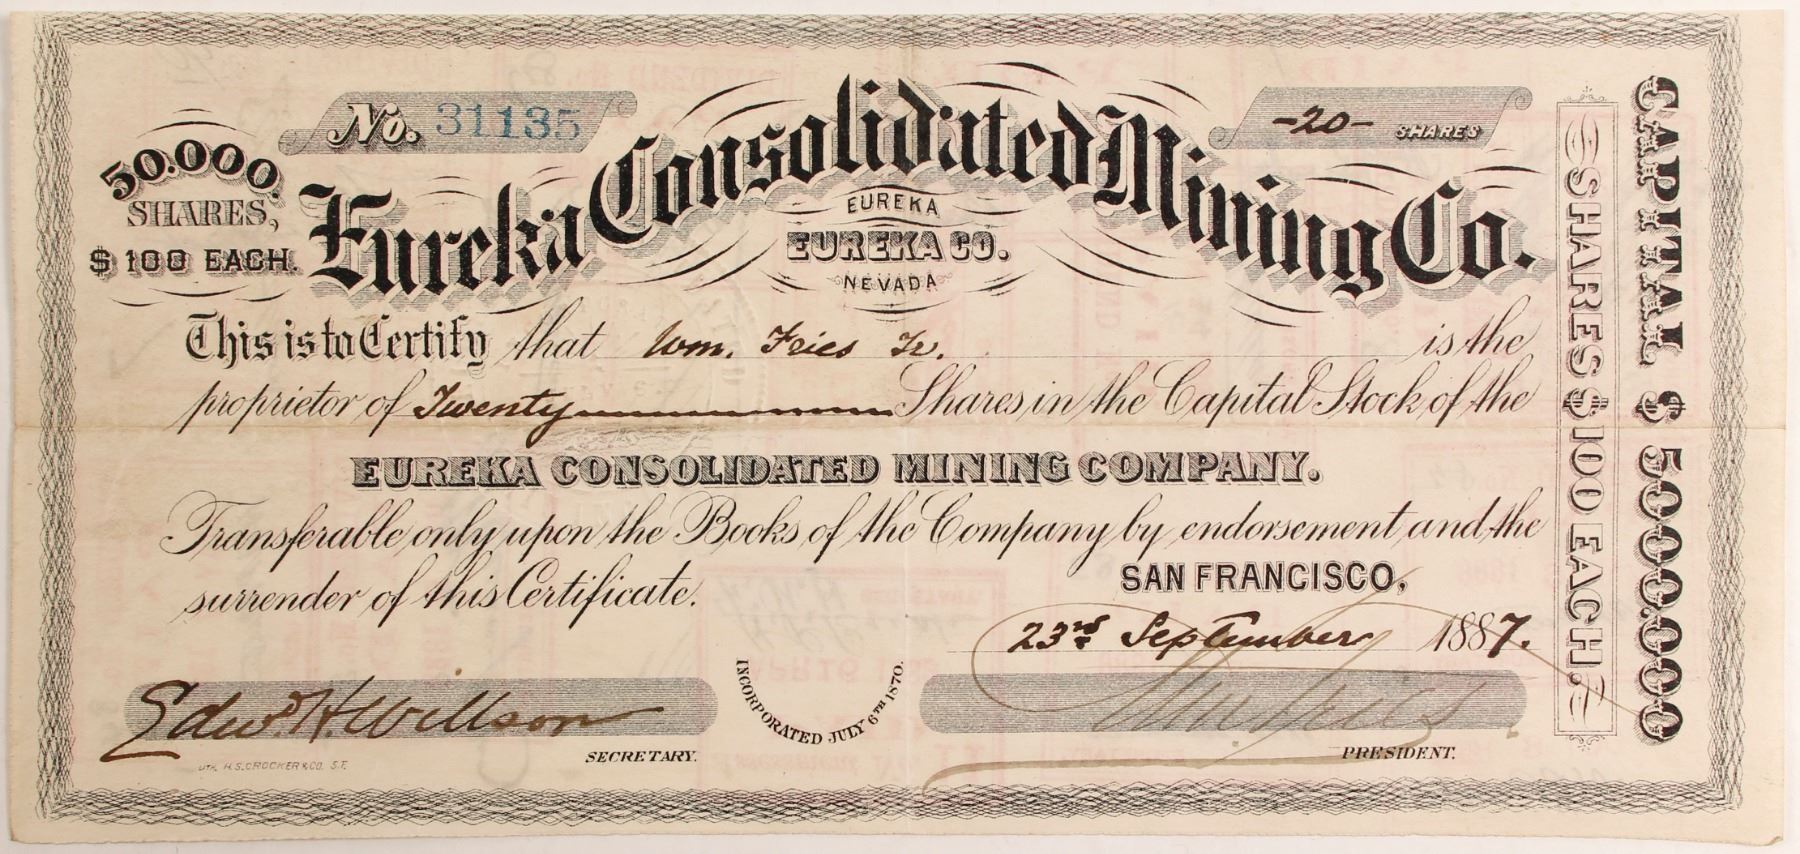 No. 31135
-20- SHARES
50.000.
SHARES,
$ 100 EACH.
Eureka Consolidated Mining Co.
EUREKA
EUREKA CO.
NEVADA
This is to Certify that Wm. Fries Jr. is the
proprietor of Twenty Shares in the Capital Stock of the
EUREKA CONSOLIDATED MINING COMPANY.
Transferable only upon the Books of the Company by endorsement and the
surrender of this Certificate.
SAN FRANCISCO,
23rd September 1887.
Edwd. H. Willson
SECRETARY.
INCORPORATED JULY 6TH 1870.
Wm. Fries
PRESIDENT.
LITH. H.S. CROCKER & CO. S.F.
SHARES $ 100 EACH.
CAPITAL $ 5000.000